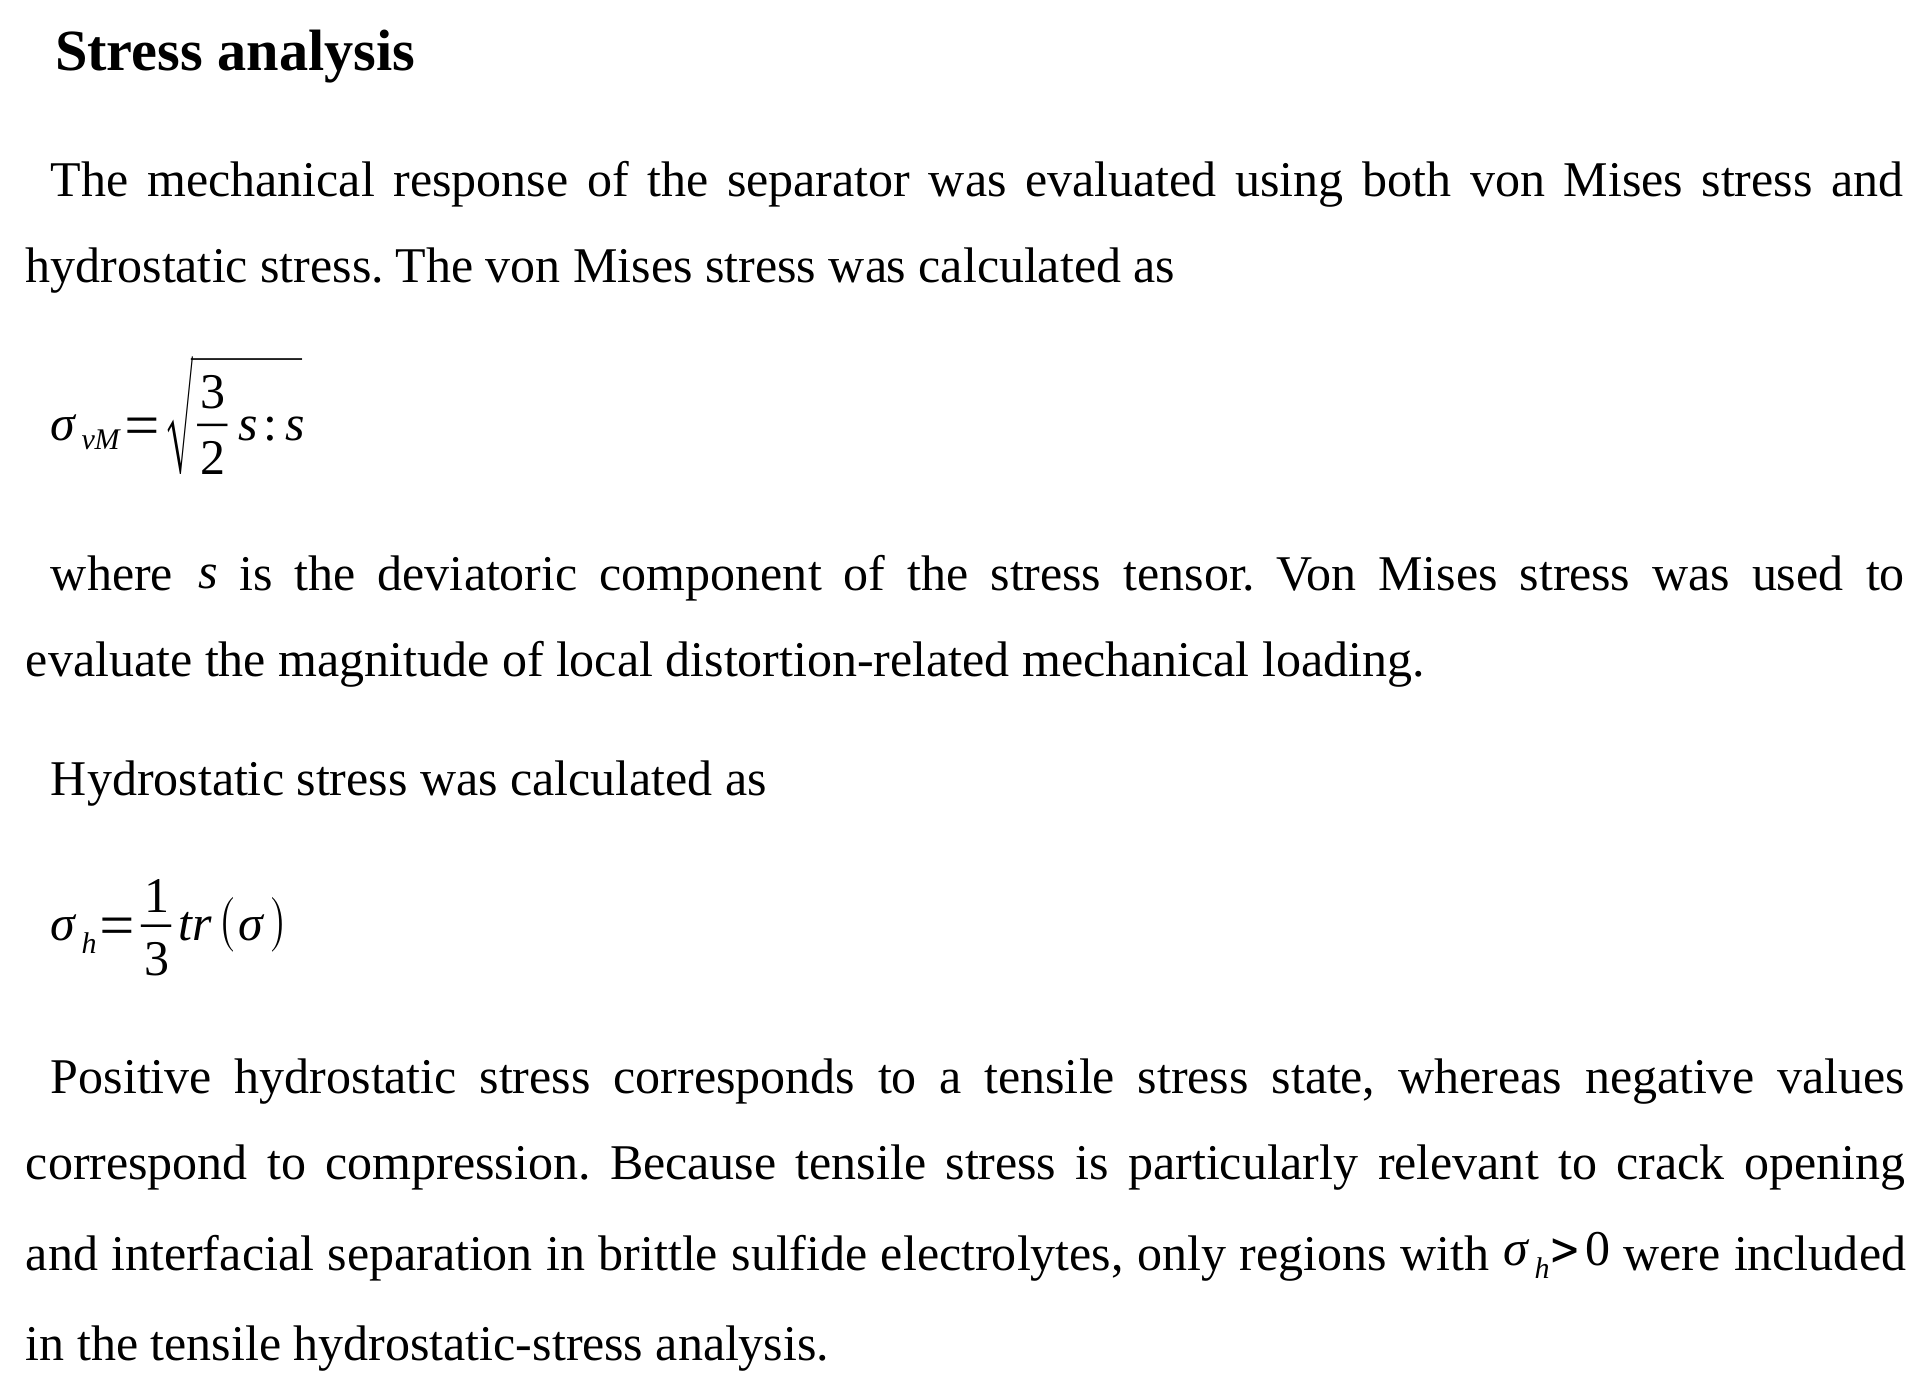 Stress analysis
The mechanical response of the separator was evaluated using both von Mises stress and
hydrostatic stress. The von Mises stress was calculated as
σ_vM = √(3/2 s : s)
where s is the deviatoric component of the stress tensor. Von Mises stress was used to
evaluate the magnitude of local distortion-related mechanical loading.
Hydrostatic stress was calculated as
σ_h = 1/3 tr (σ)
Positive hydrostatic stress corresponds to a tensile stress state, whereas negative values
correspond to compression. Because tensile stress is particularly relevant to crack opening
and interfacial separation in brittle sulfide electrolytes, only regions with σ_h > 0 were included
in the tensile hydrostatic-stress analysis.